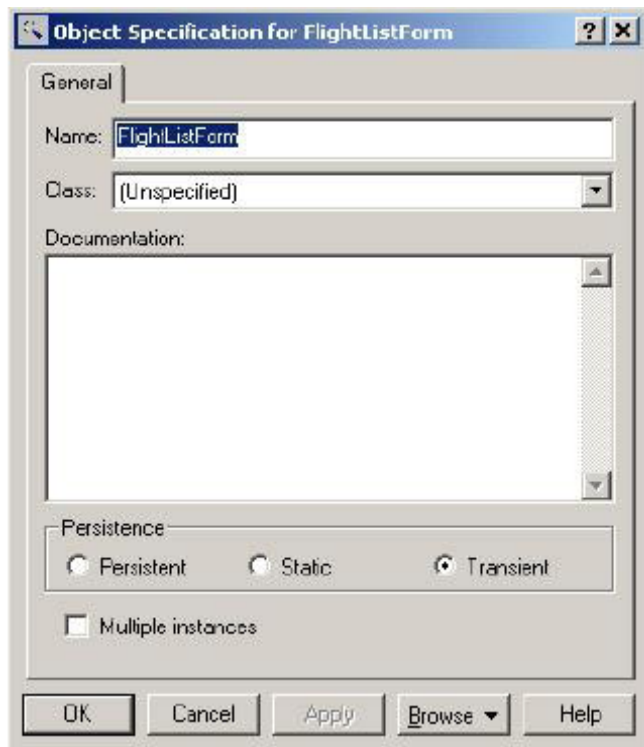 Object Specification for FlightListForm
General
Name: FlightListForm
Class: (Unspecified)
Documentation:
Persistence
Persistent Static Transient
Multiple instances
OK Cancel Apply Browse Help